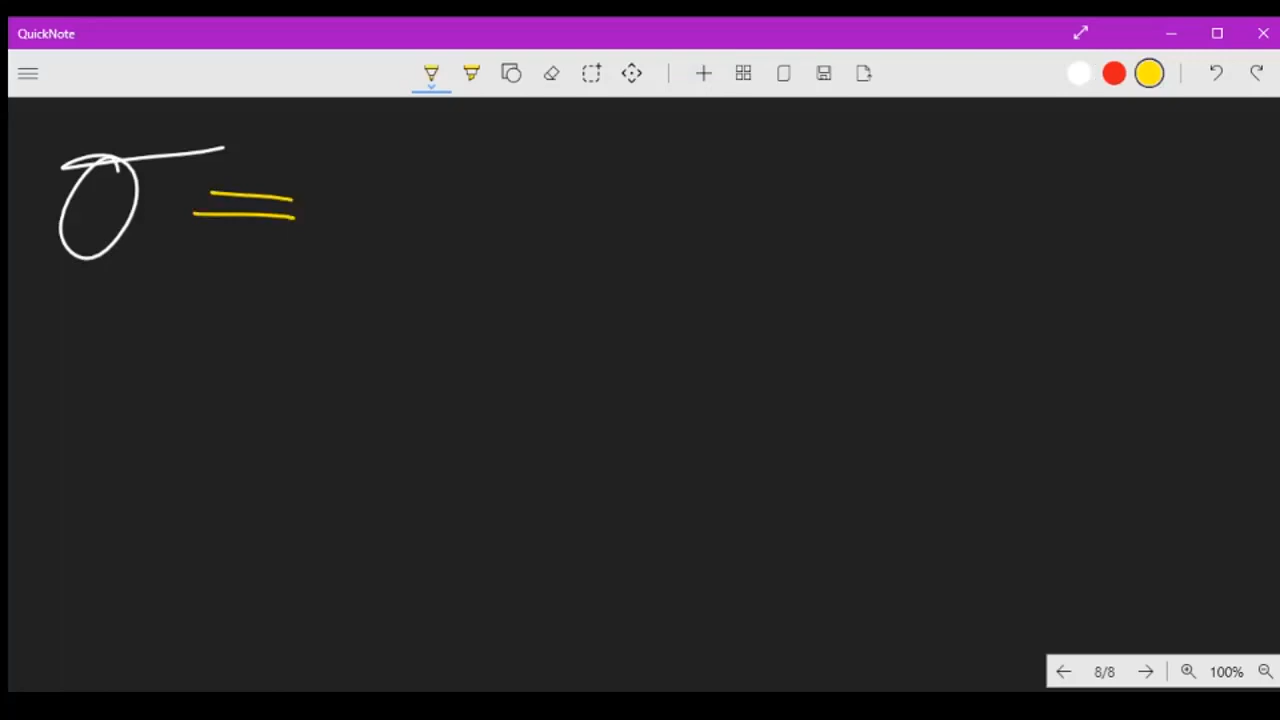 QuickNote
σ =
8/8 100%